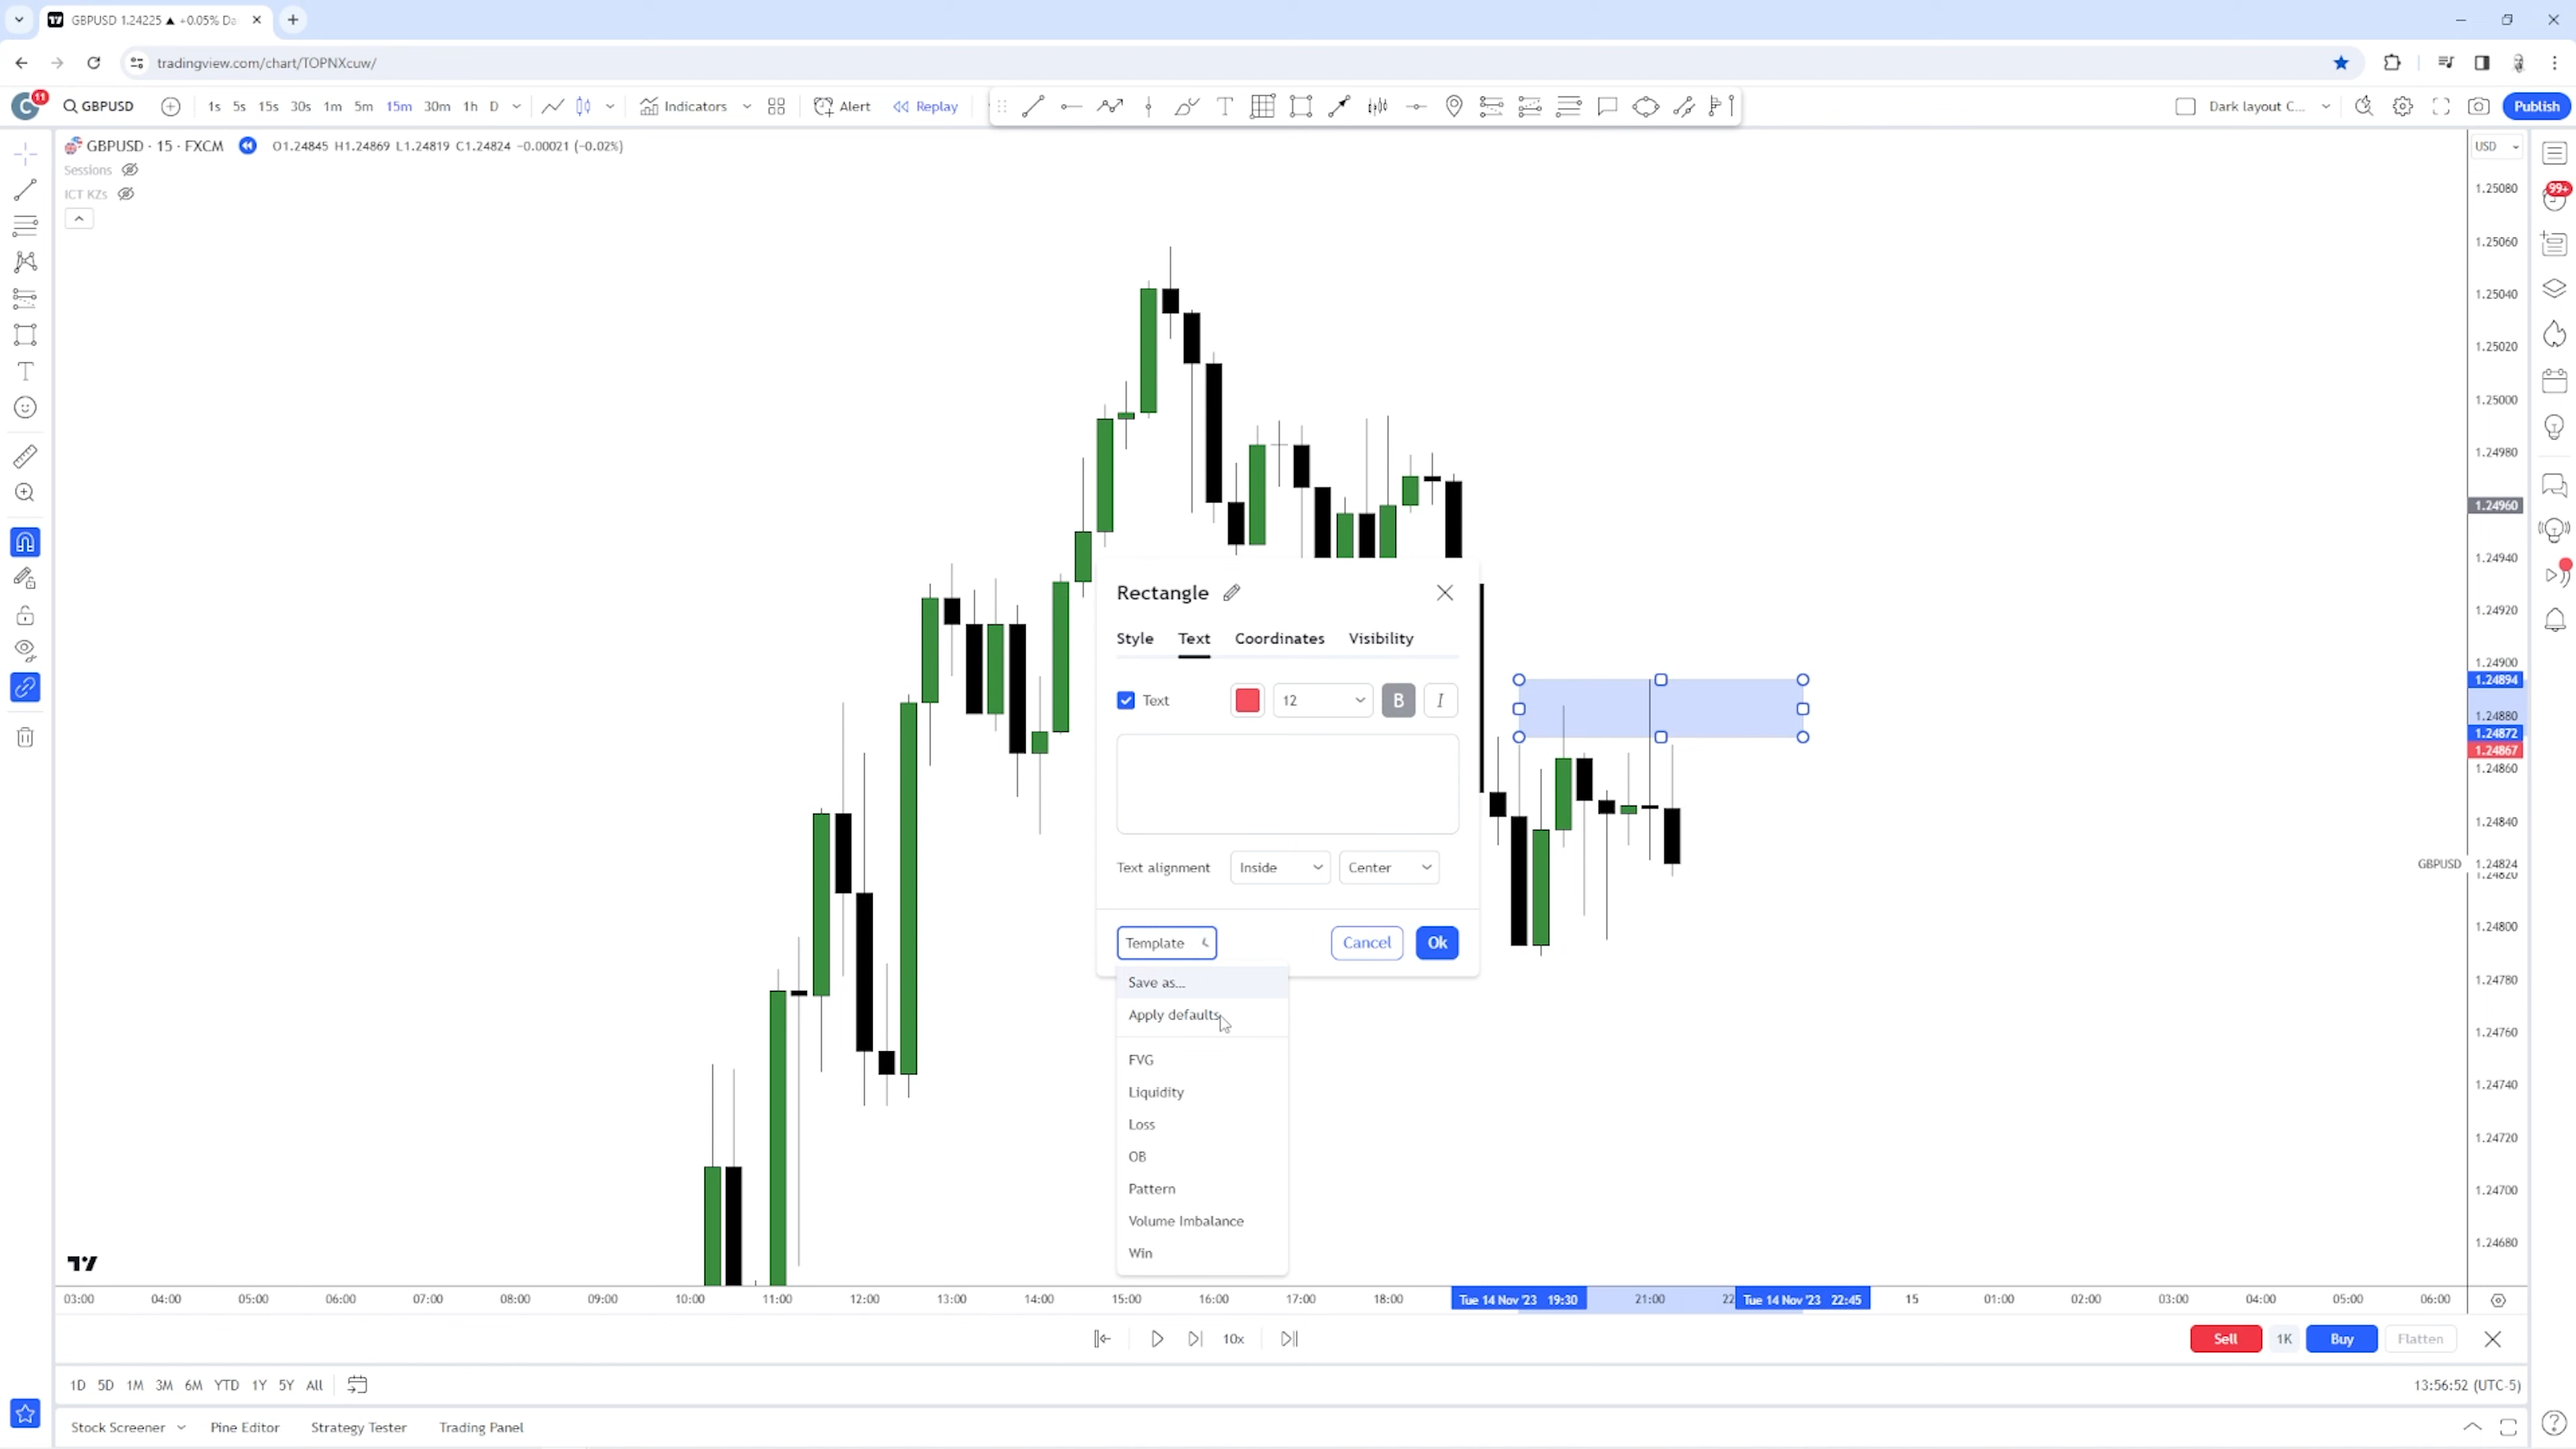 GBPUSD 1.24225 ▲ +0.05% Da
tradingview.com/chart/TOPNXcuw/
11
GBPUSD
1s 5s 15s 30s 1m 5m 15m 30m 1h D
Indicators
Alert
Replay
Dark layout C...
Publish
GBPUSD · 15 · FXCM O1.24845 H1.24869 L1.24819 C1.24824 −0.00021 (−0.02%)
Sessions
ICT KZs
USD
99+
1.25080
1.25060
1.25040
1.25020
1.25000
1.24980
1.24960
1.24940
1.24920
1.24900
1.24894
1.24880
1.24872
1.24867
1.24860
1.24840
GBPUSD 1.24824
1.24820
1.24800
1.24780
1.24760
1.24740
1.24720
1.24700
1.24680
Rectangle
Style Text Coordinates Visibility
Text 12 B I
Text alignment Inside Center
Template Cancel Ok
Save as...
Apply defaults
FVG
Liquidity
Loss
OB
Pattern
Volume Imbalance
Win
03:00 04:00 05:00 06:00 07:00 08:00 09:00 10:00 11:00 12:00 13:00 14:00 15:00 16:00 17:00 18:00 Tue 14 Nov '23 19:30 21:00 22 Tue 14 Nov '23 22:45 15 01:00 02:00 03:00 04:00 05:00 06:00
10x
Sell 1K Buy Flatten
1D 5D 1M 3M 6M YTD 1Y 5Y All
13:56:52 (UTC-5)
Stock Screener Pine Editor Strategy Tester Trading Panel